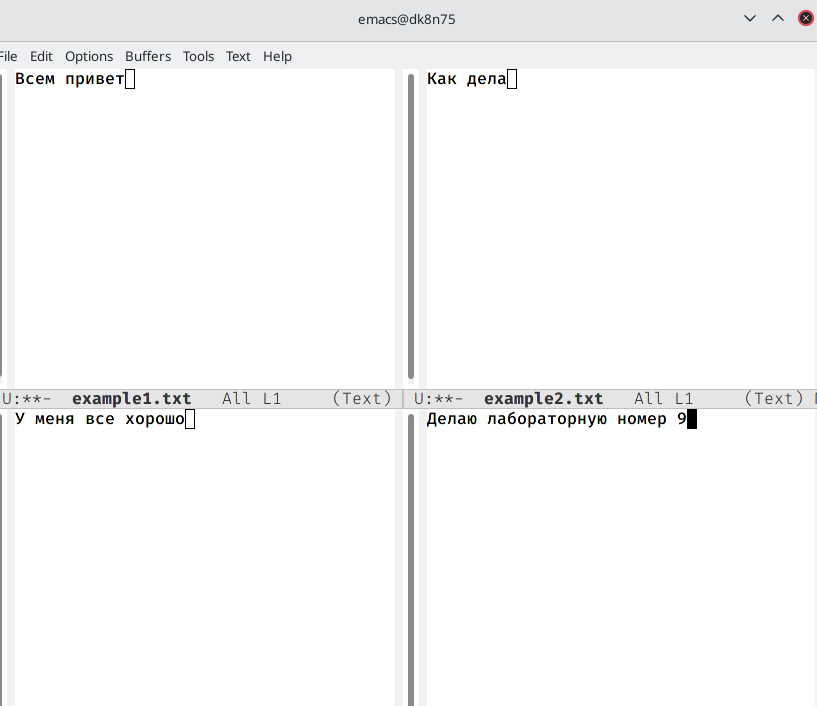 emacs@dk8n75
File Edit Options Buffers Tools Text Help
Всем привет
Как дела
U:**- example1.txt All L1 (Text)
U:**- example2.txt All L1 (Text)
У меня все хорошо
Делаю лабораторную номер 9